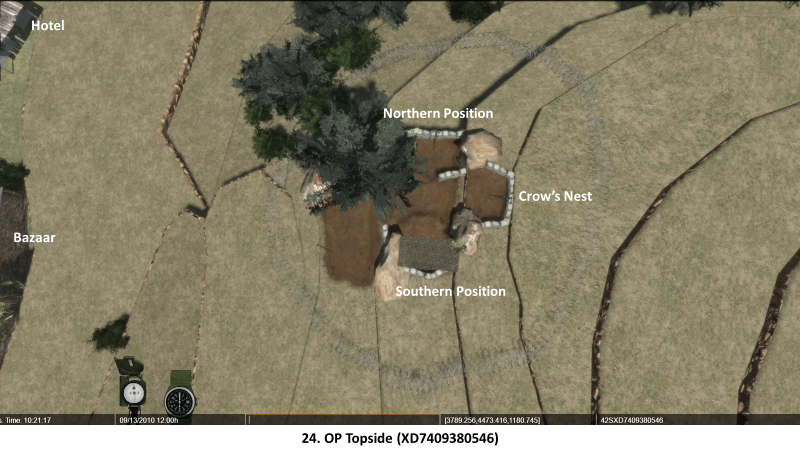 Hotel
Northern Position
Crow's Nest
Bazaar
Southern Position
s. Time: 10:21:17
09/13/2010 12:00h
[3789.256,4473.416,1180.745]
42SXD7409380546
24. OP Topside (XD7409380546)